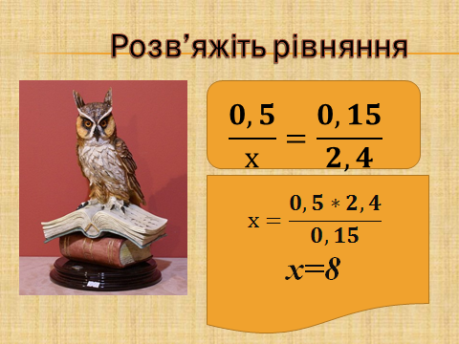 Розв’яжіть рівняння
0,5/х = 0,15/2,4
х = 0,5 * 2,4/0,15
х=8